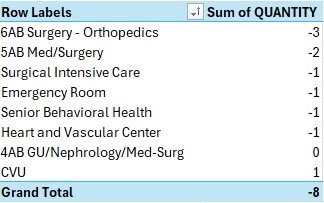 Row Labels Sum of QUANTITY
6AB Surgery - Orthopedics -3
5AB Med/Surgery -2
Surgical Intensive Care -1
Emergency Room -1
Senior Behavioral Health -1
Heart and Vascular Center -1
4AB GU/Nephrology/Med-Surg 0
CVU 1
Grand Total -8